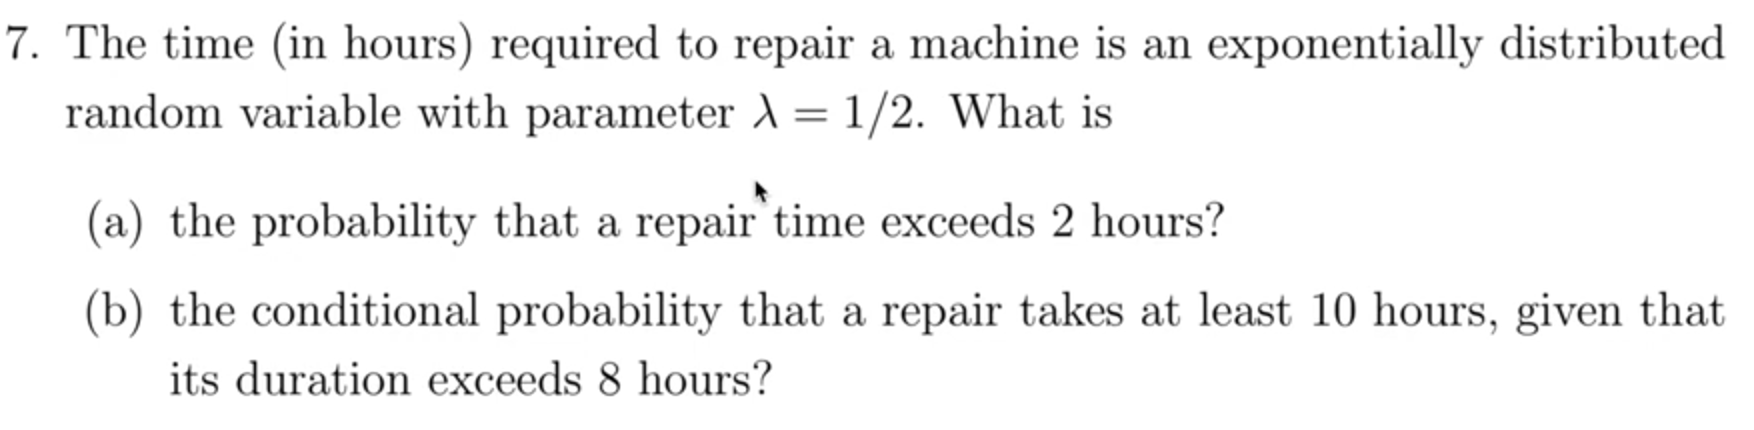 7. The time (in hours) required to repair a machine is an exponentially distributed
random variable with parameter λ = 1/2. What is
(a) the probability that a repair time exceeds 2 hours?
(b) the conditional probability that a repair takes at least 10 hours, given that
its duration exceeds 8 hours?